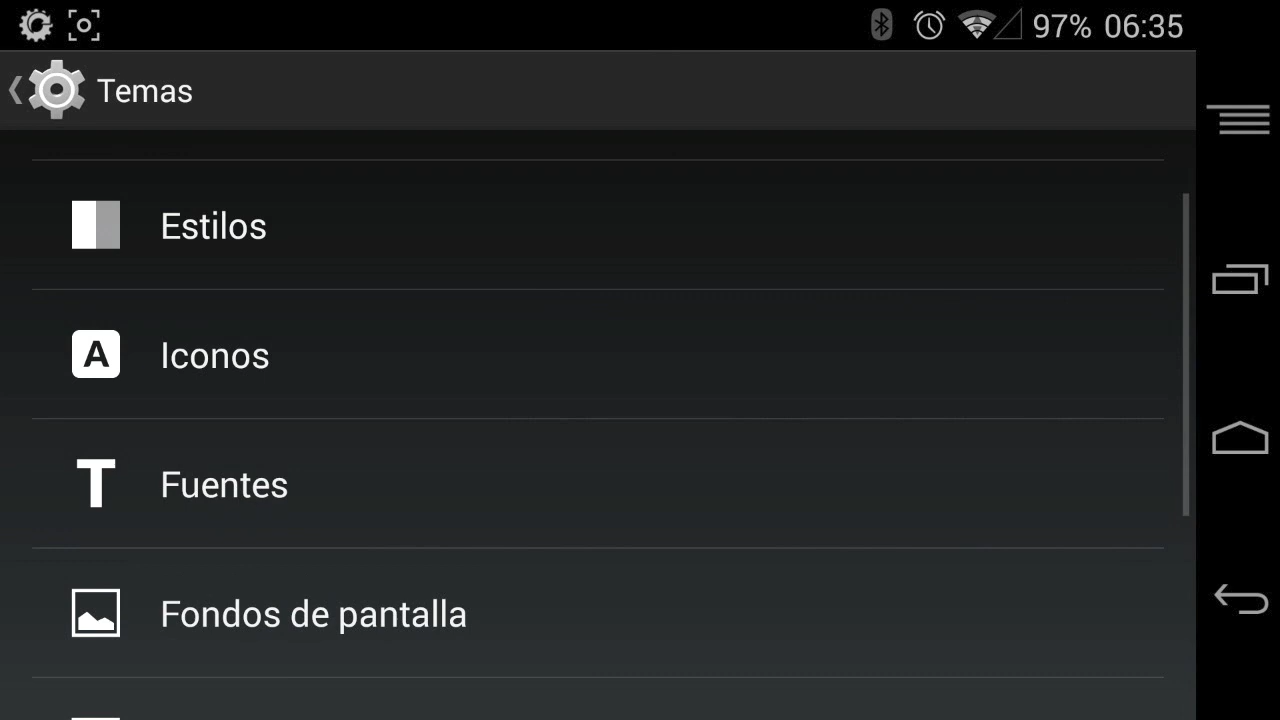 97% 06:35
Temas
Estilos
A Iconos
T Fuentes
Fondos de pantalla